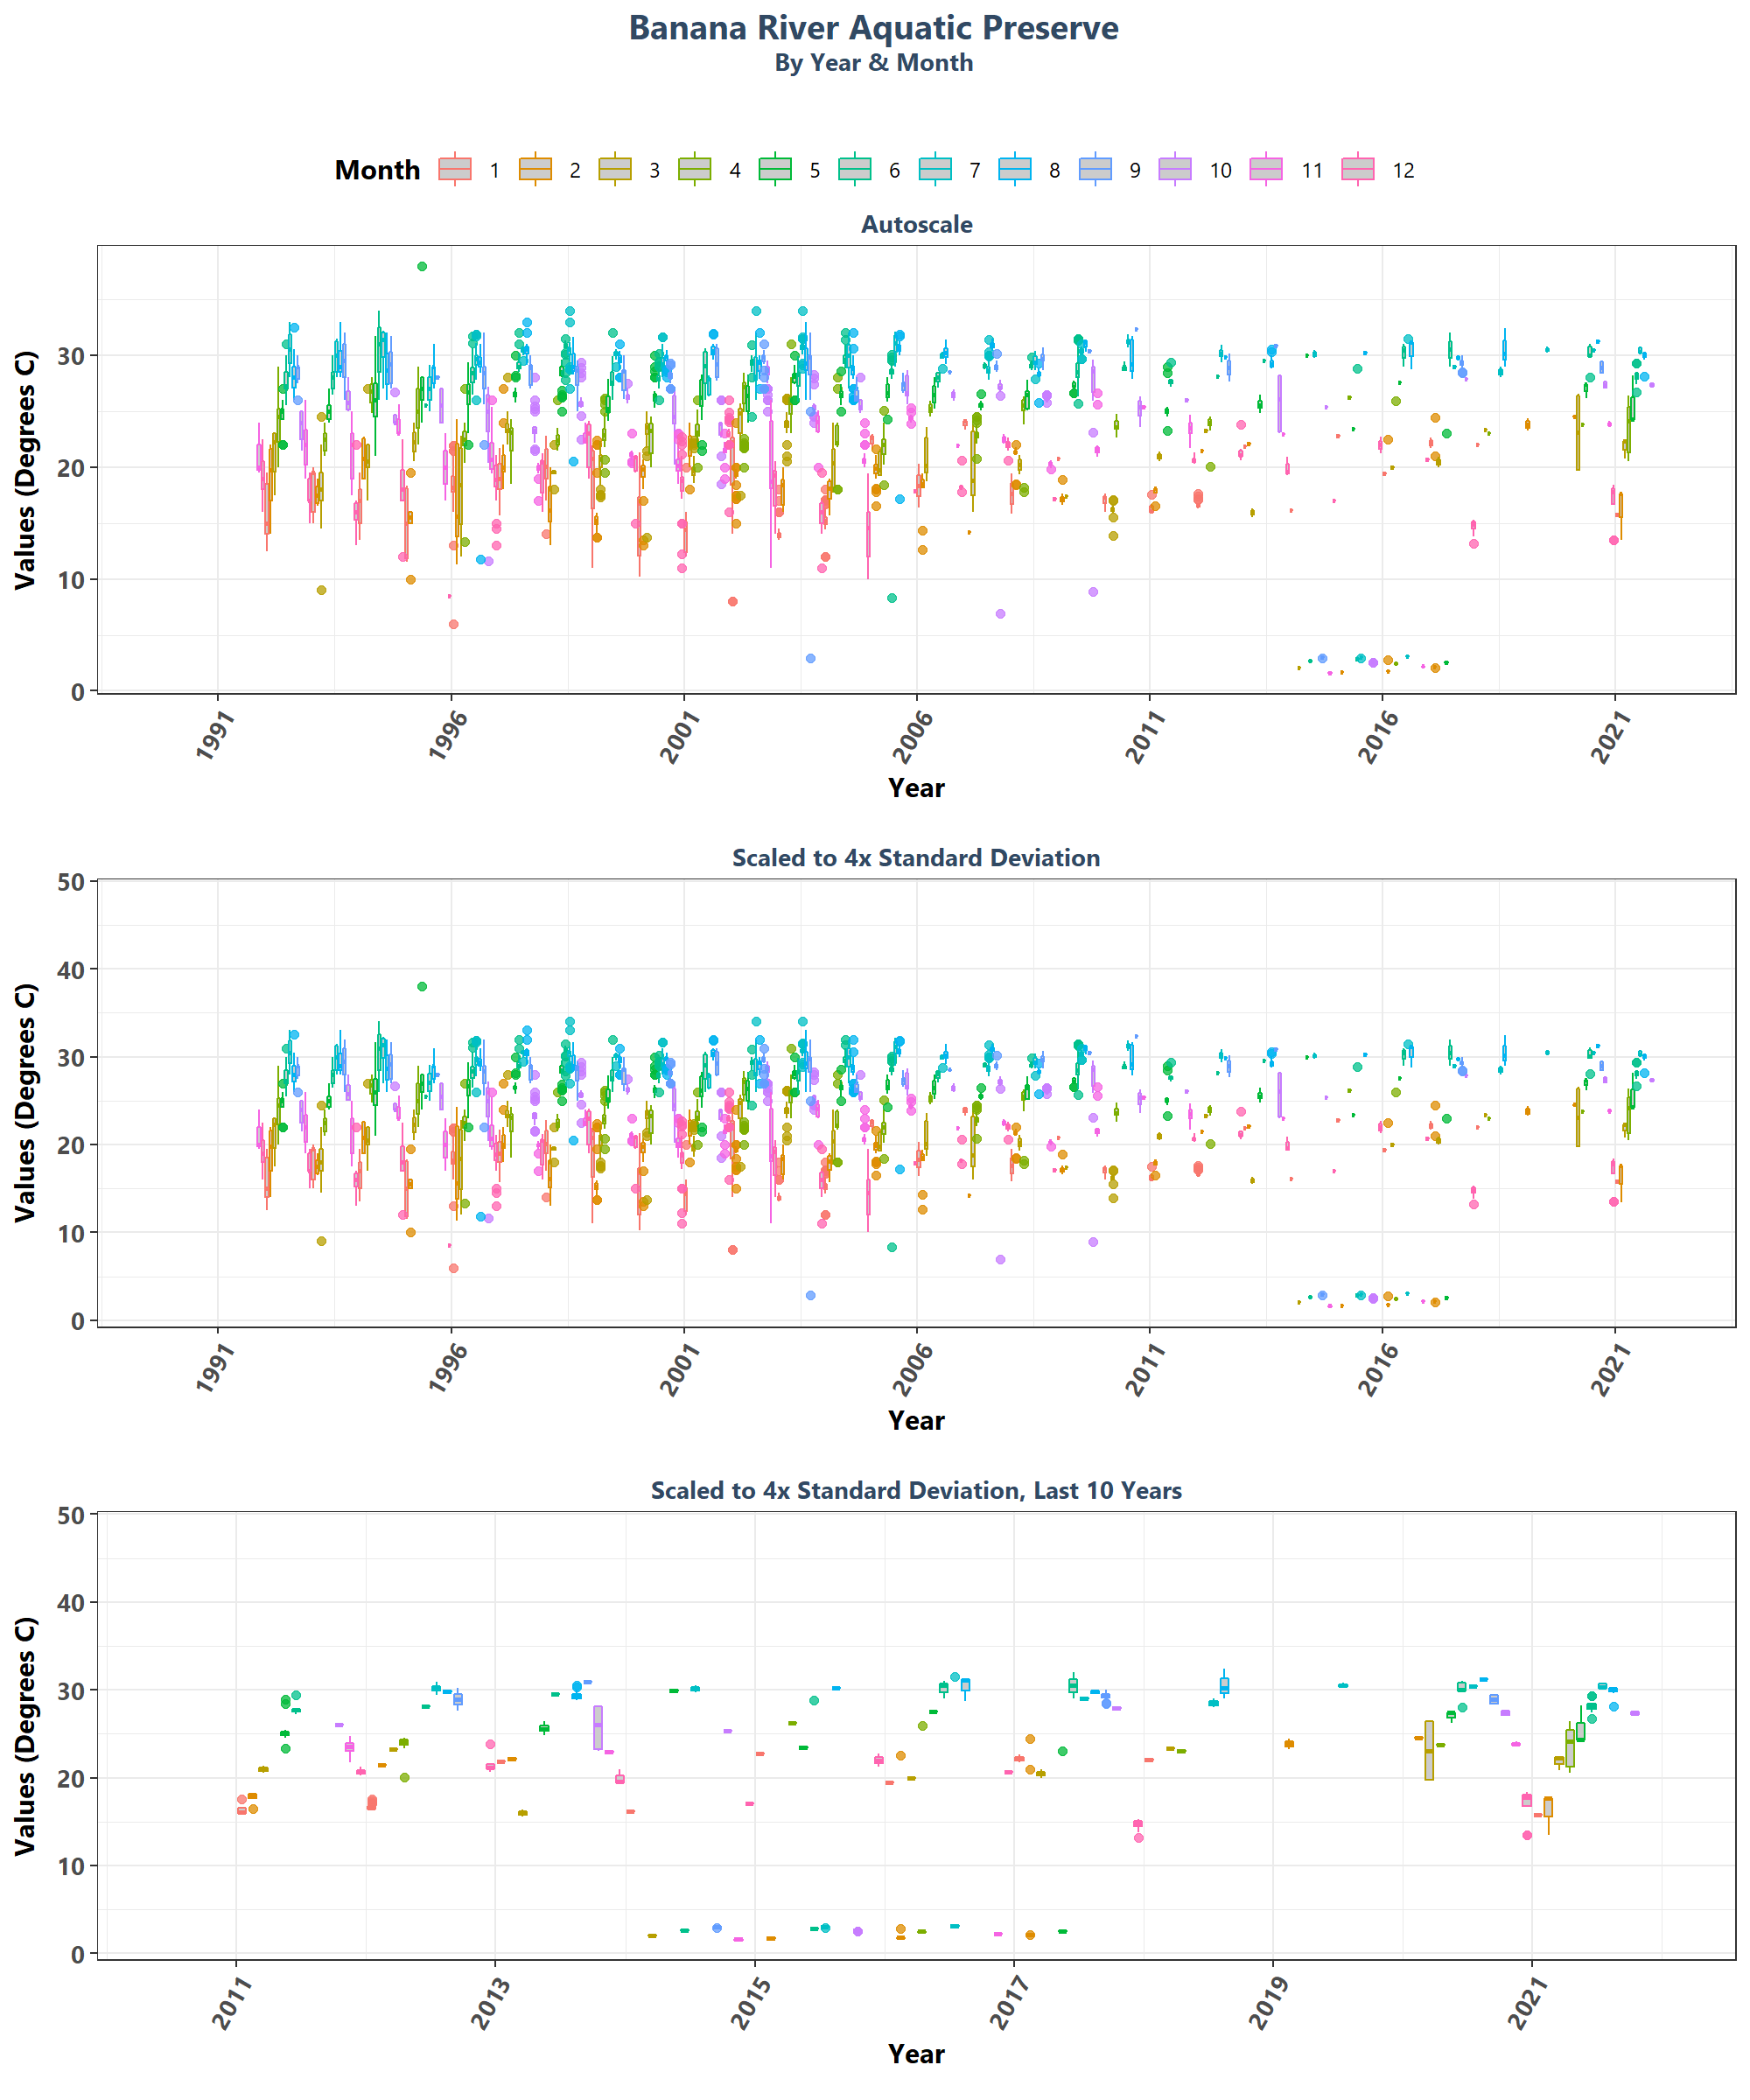 Banana River Aquatic Preserve
By Year & Month
Month 1 2 3 4 5 6 7 8 9 10 11 12
Autoscale
Values (Degrees C)
30
20
10
0
1991 1996 2001 2006 2011 2016 2021
Year
Scaled to 4x Standard Deviation
Values (Degrees C)
50
40
30
20
10
0
1991 1996 2001 2006 2011 2016 2021
Year
Scaled to 4x Standard Deviation, Last 10 Years
Values (Degrees C)
50
40
30
20
10
0
2011 2013 2015 2017 2019 2021
Year